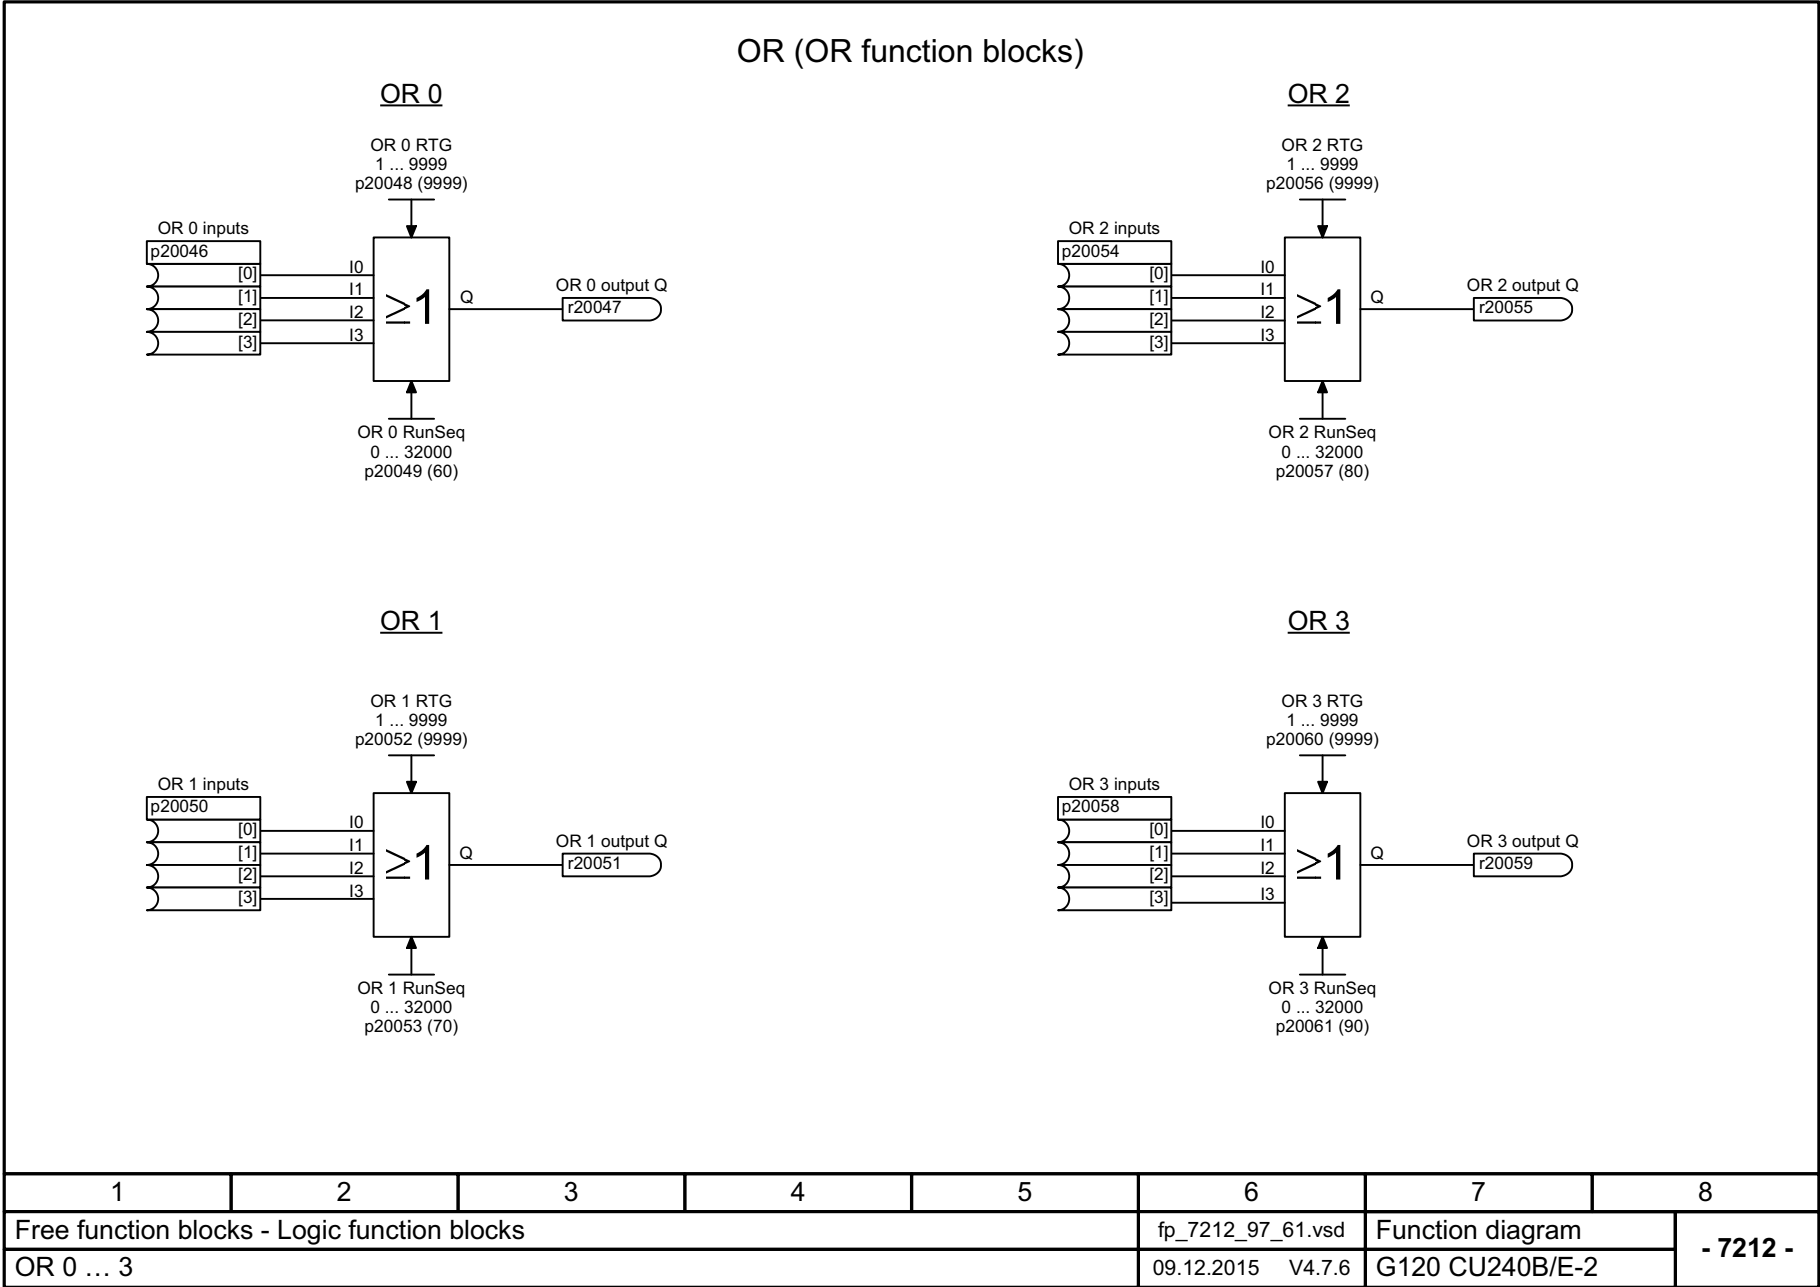 OR (OR function blocks)
OR 0
OR 0 RTG
1 ... 9999
p20048 (9999)
OR 0 inputs
p20046
[0] I0
[1] I1
[2] I2
[3] I3
≥1
Q
OR 0 output Q
r20047
OR 0 RunSeq
0 ... 32000
p20049 (60)
OR 2
OR 2 RTG
1 ... 9999
p20056 (9999)
OR 2 inputs
p20054
[0] I0
[1] I1
[2] I2
[3] I3
≥1
Q
OR 2 output Q
r20055
OR 2 RunSeq
0 ... 32000
p20057 (80)
OR 1
OR 1 RTG
1 ... 9999
p20052 (9999)
OR 1 inputs
p20050
[0] I0
[1] I1
[2] I2
[3] I3
≥1
Q
OR 1 output Q
r20051
OR 1 RunSeq
0 ... 32000
p20053 (70)
OR 3
OR 3 RTG
1 ... 9999
p20060 (9999)
OR 3 inputs
p20058
[0] I0
[1] I1
[2] I2
[3] I3
≥1
Q
OR 3 output Q
r20059
OR 3 RunSeq
0 ... 32000
p20061 (90)
1 2 3 4 5 6 7 8
Free function blocks - Logic function blocks
fp_7212_97_61.vsd
Function diagram
- 7212 -
OR 0 … 3
09.12.2015 V4.7.6
G120 CU240B/E-2